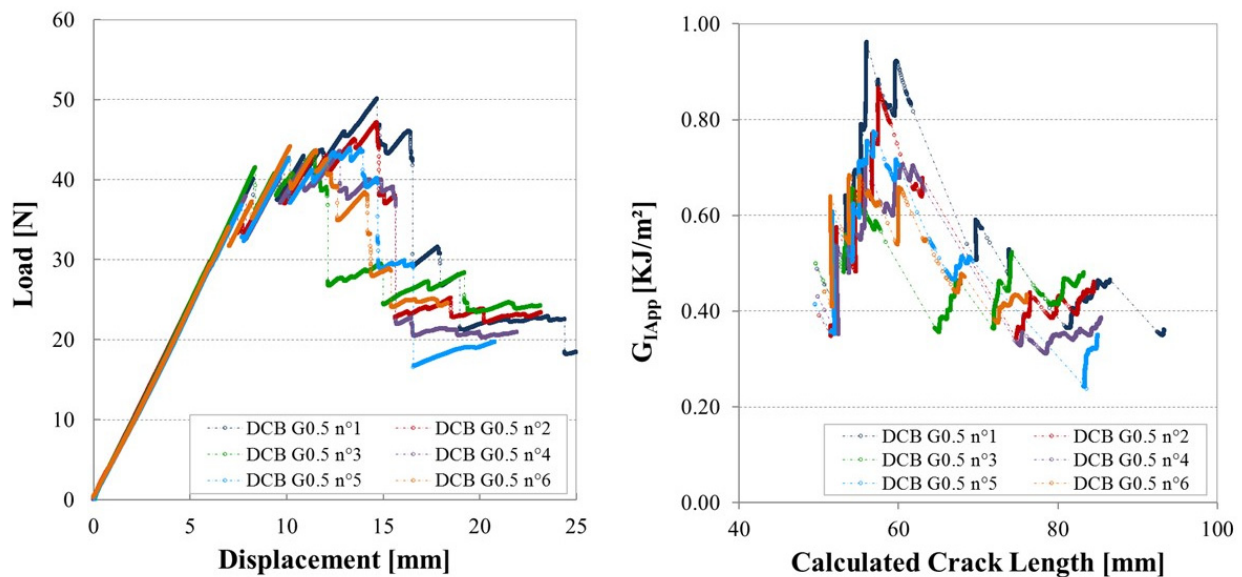 60
50
40
30
20
10
0
Load [N]
DCB G0.5 n°1 DCB G0.5 n°2
DCB G0.5 n°3 DCB G0.5 n°4
DCB G0.5 n°5 DCB G0.5 n°6
0 5 10 15 20 25
Displacement [mm]
1.00
0.80
0.60
0.40
0.20
0.00
G_IApp [KJ/m²]
DCB G0.5 n°1 DCB G0.5 n°2
DCB G0.5 n°3 DCB G0.5 n°4
DCB G0.5 n°5 DCB G0.5 n°6
40 60 80 100
Calculated Crack Length [mm]